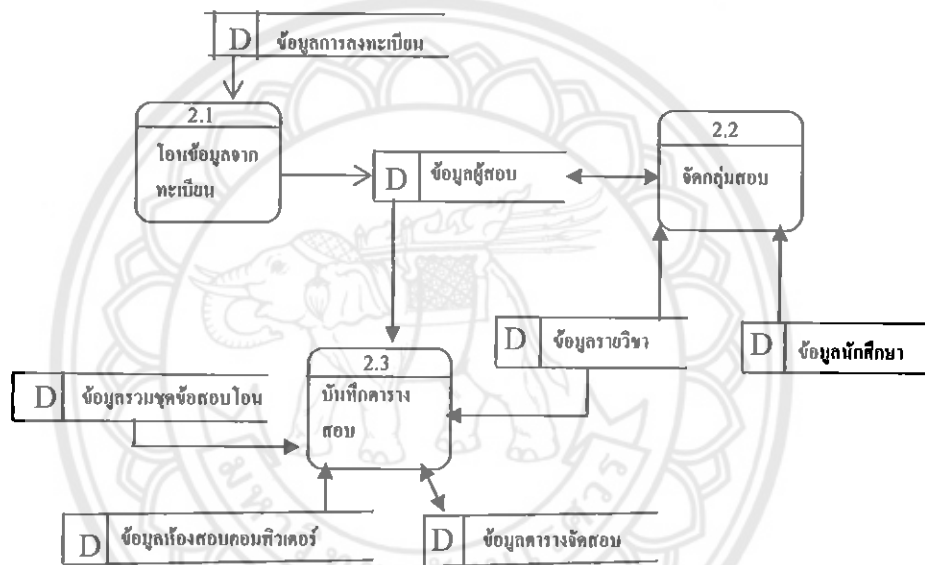 D ข้อมูลการลงทะเบียน
2.1
โอนข้อมูลจาก
ทะเบียน
D ข้อมูลผู้สอบ
2.2
จัดกลุ่มสอบ
D ข้อมูลรายวิชา
D ข้อมูลนักศึกษา
2.3
บันทึกตาราง
สอบ
D ข้อมูลรวมชุดข้อสอบโอน
D ข้อมูลห้องสอบคอมพิวเตอร์
D ข้อมูลตารางจัดสอบ